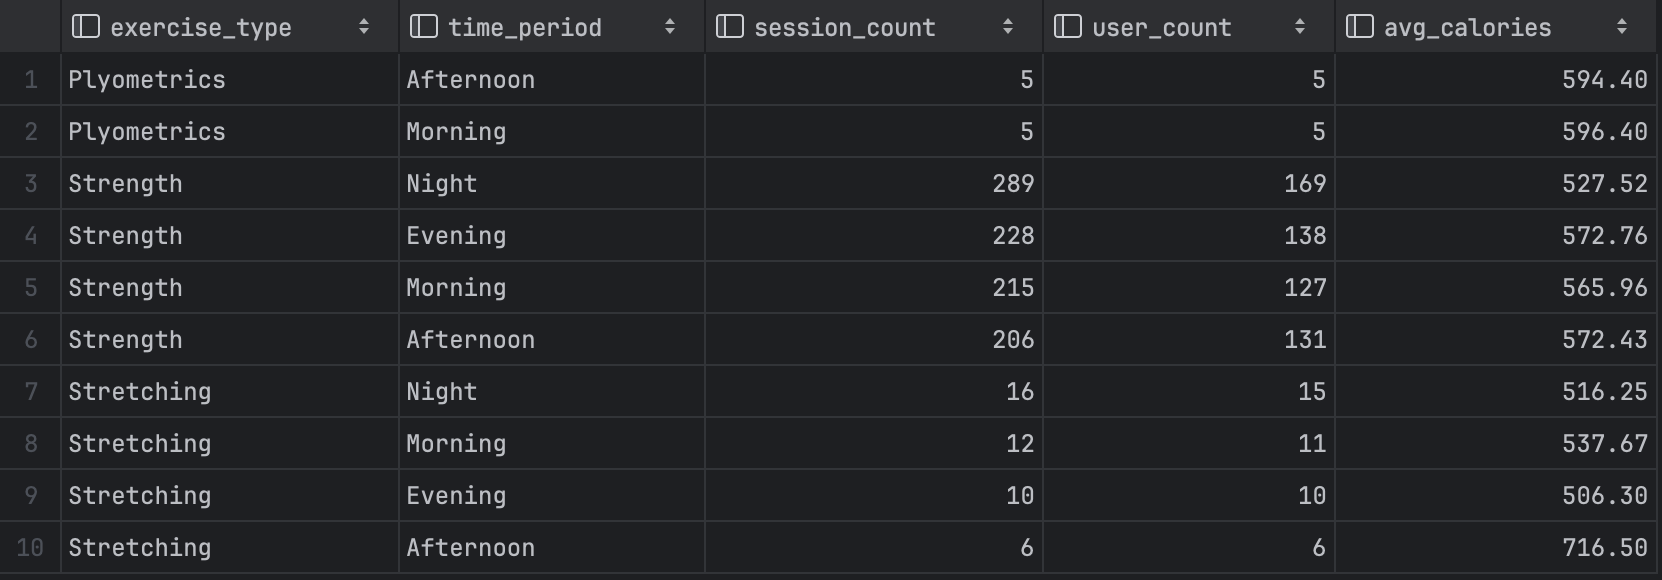 exercise_type time_period session_count user_count avg_calories
1 Plyometrics Afternoon 5 5 594.40
2 Plyometrics Morning 5 5 596.40
3 Strength Night 289 169 527.52
4 Strength Evening 228 138 572.76
5 Strength Morning 215 127 565.96
6 Strength Afternoon 206 131 572.43
7 Stretching Night 16 15 516.25
8 Stretching Morning 12 11 537.67
9 Stretching Evening 10 10 506.30
10 Stretching Afternoon 6 6 716.50